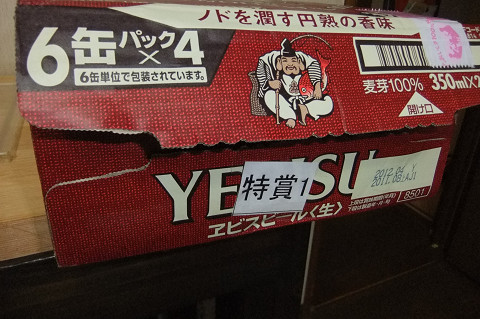 ノドを潤す円熟の香味
6缶パック×4
6缶単位で包装されています。
麦芽100% 350ml×2
開け口
YEBISU
特賞1
ヱビスビール〈生〉
8501